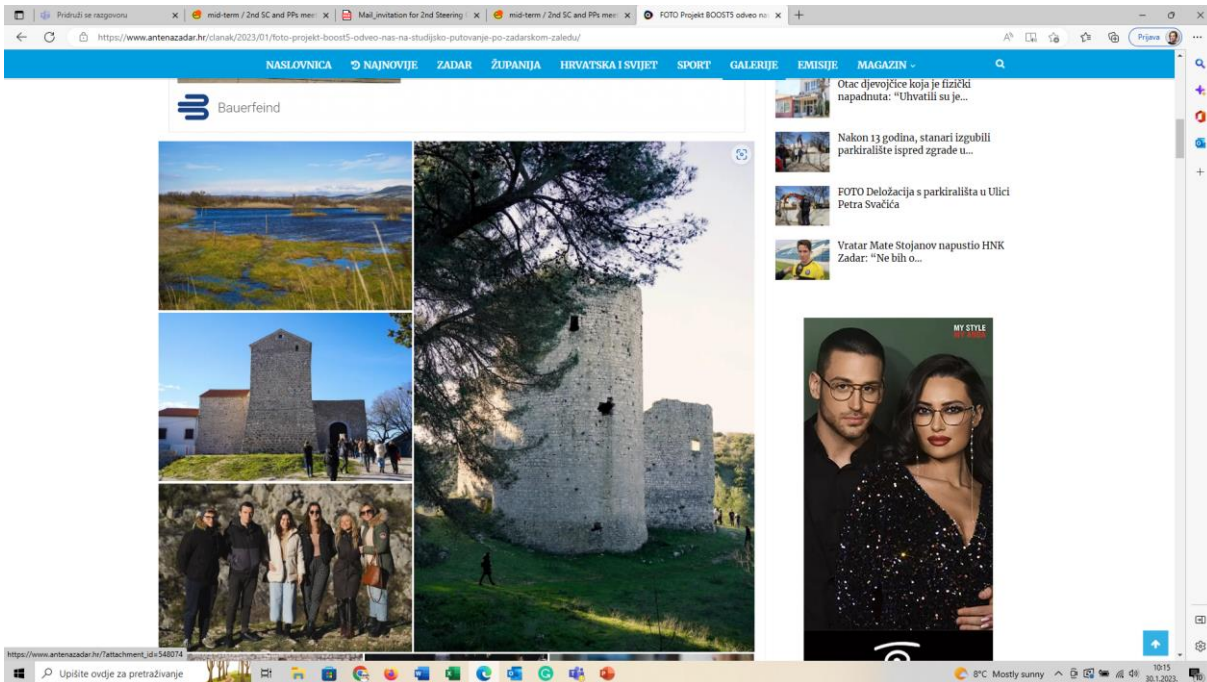 Pridruži se razgovoru
mid-term / 2nd SC and PPs mee
Mail_invitation for 2nd Steering
mid-term / 2nd SC and PPs mee
FOTO Projekt BOOST5 odveo na
https://www.antenazadar.hr/clanak/2023/01/foto-projekt-boost5-odveo-nas-na-studijsko-putovanje-po-zadarskom-zaledu/
Prijava
NASLOVNICA NAJNOVIJE ZADAR ŽUPANIJA HRVATSKA I SVIJET SPORT GALERIJE EMISIJE MAGAZIN
Bauerfeind
Otac djevojčice koja je fizički
napadnuta: “Uhvatili su je...
Nakon 13 godina, stanari izgubili
parkiralište ispred zgrade u...
FOTO Deložacija s parkirališta u Ulici
Petra Svačića
Vratar Mate Stojanov napustio HNK
Zadar: “Ne bih o...
MY STYLE
https://www.antenazadar.hr/?attachment_id=548074
Upišite ovdje za pretraživanje
8°C Mostly sunny
10:15
30.1.2023.